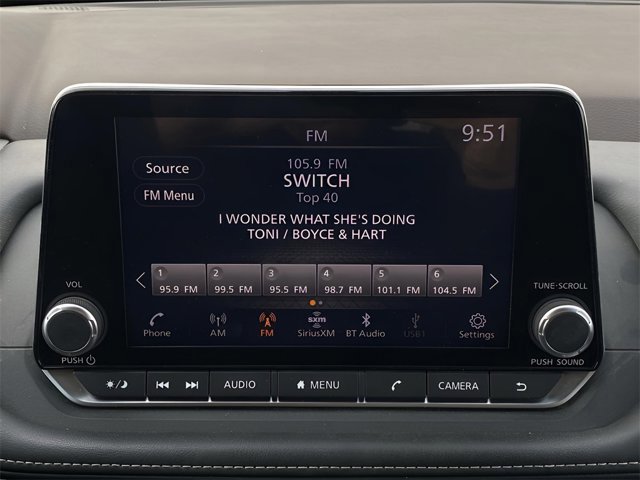 FM
9:51
Source
FM Menu
105.9 FM
SWITCH
Top 40
I WONDER WHAT SHE'S DOING
TONI / BOYCE & HART
1 2 3 4 5 6
95.9 FM 99.5 FM 95.5 FM 98.7 FM 101.1 FM 104.5 FM
sxm
Phone AM FM SiriusXM BT Audio USB1 Settings
VOL
PUSH
TUNE·SCROLL
PUSH SOUND
AUDIO MENU CAMERA